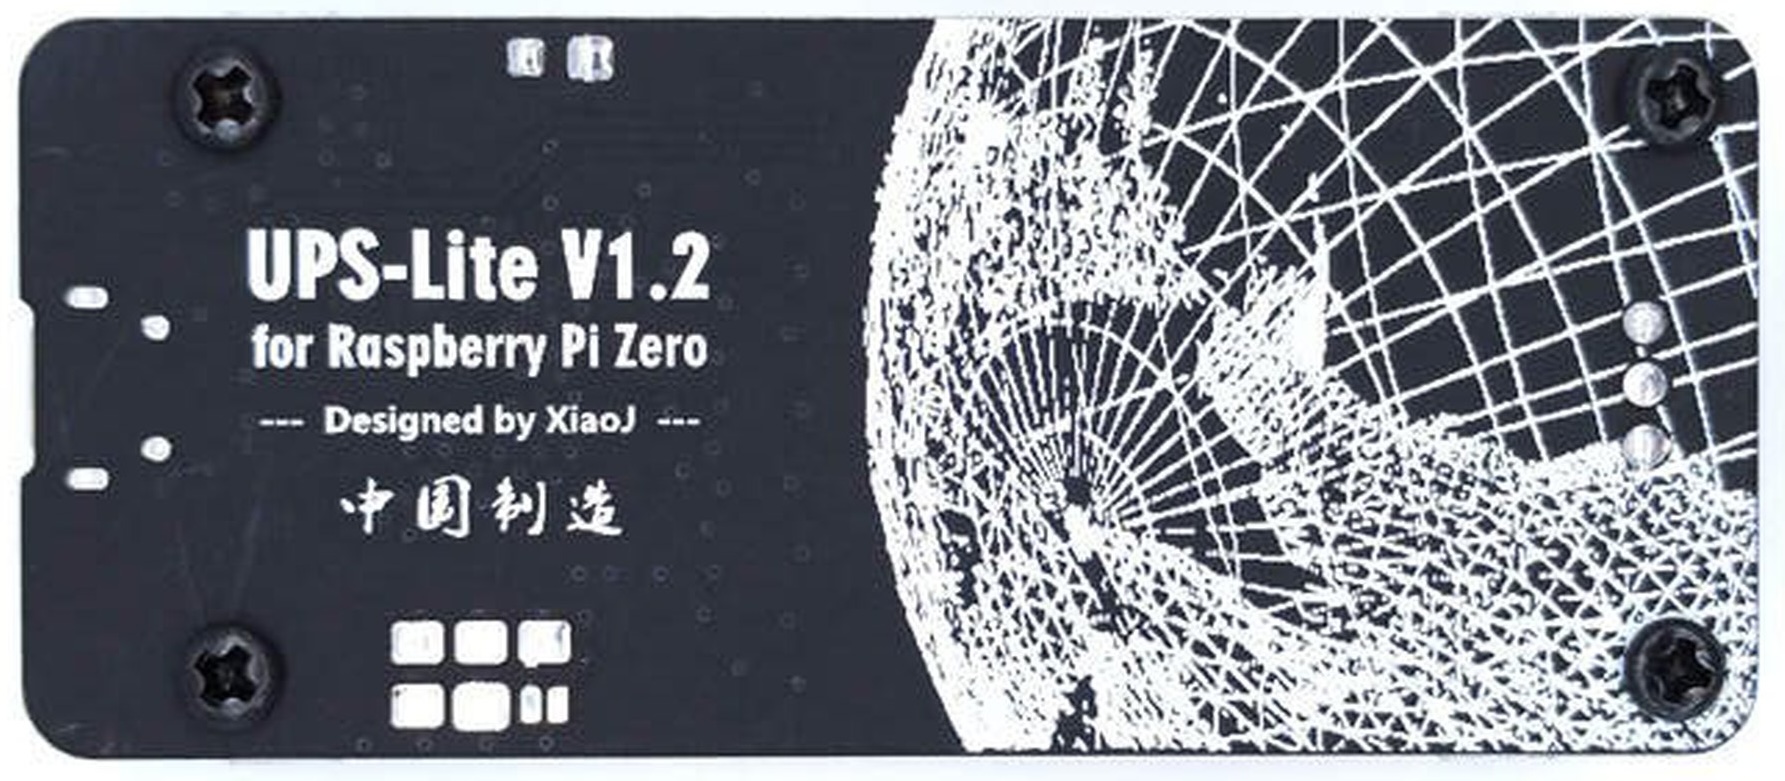 UPS-Lite V1.2
for Raspberry Pi Zero
--- Designed by XiaoJ ---
中国制造